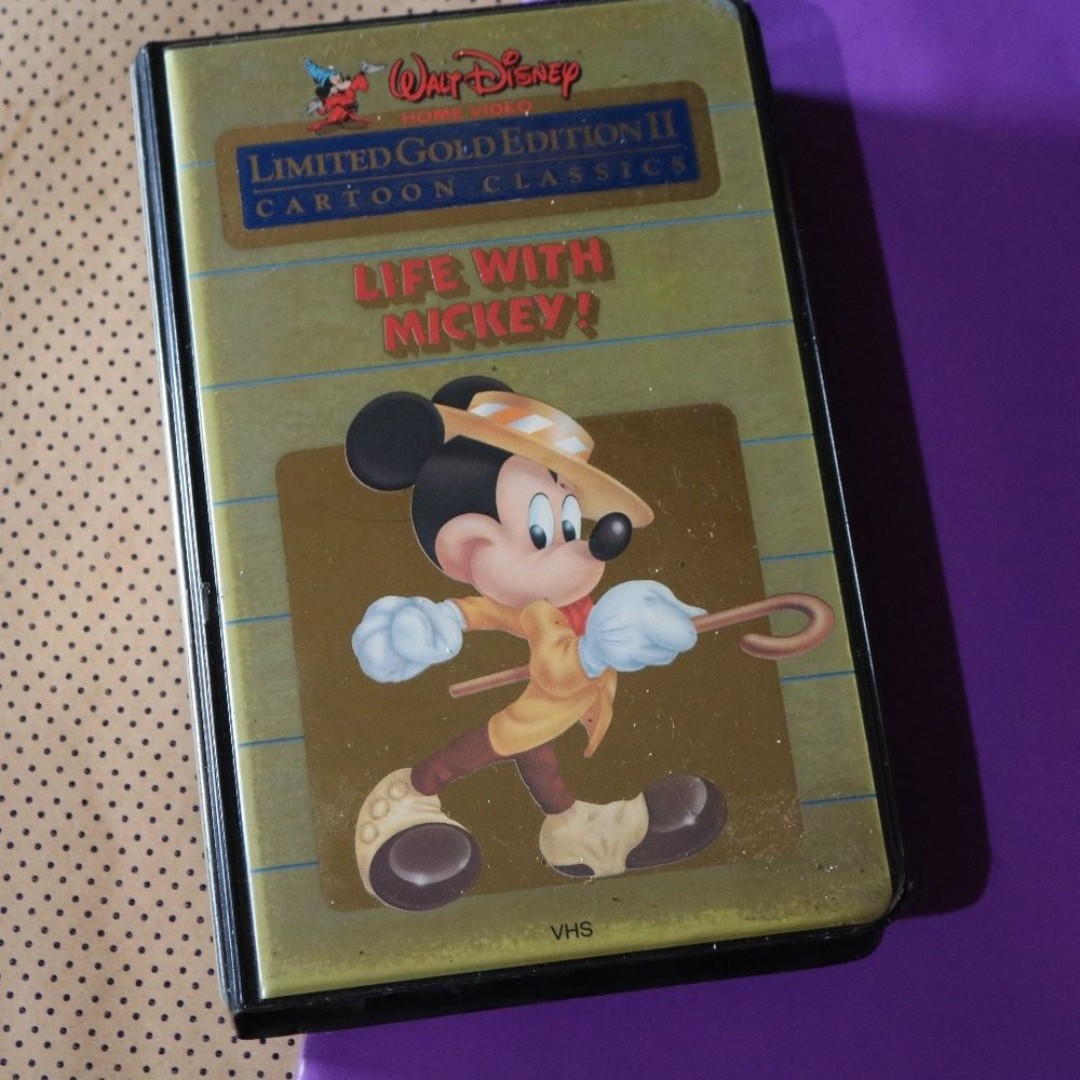 WALT DISNEY
HOME VIDEO
LIMITED GOLD EDITION II
CARTOON CLASSICS
LIFE WITH
MICKEY!
VHS